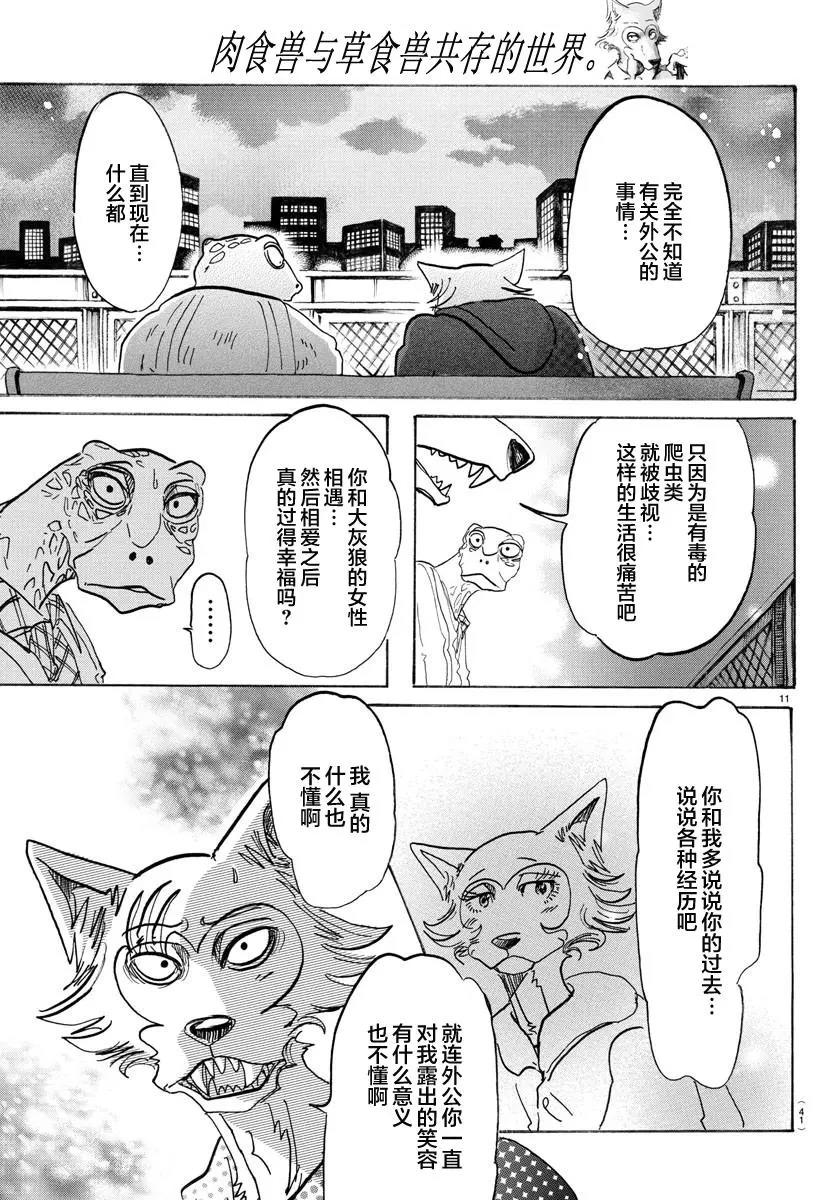 肉食兽与草食兽共存的世界。
完全不知道
有关外公的
事情…
直到现在…
什么都
只因为是有毒的
爬虫类
就被歧视…
这样的生活很痛苦吧
你和大灰狼的女性
相遇…
然后相爱之后
真的过得幸福吗？
……
11
你和我多说说你的过去…
说说各种经历吧
我 真的
什么也
不懂啊
就连外公你一直
对我露出的笑容
有什么意义
也不懂啊
(41)